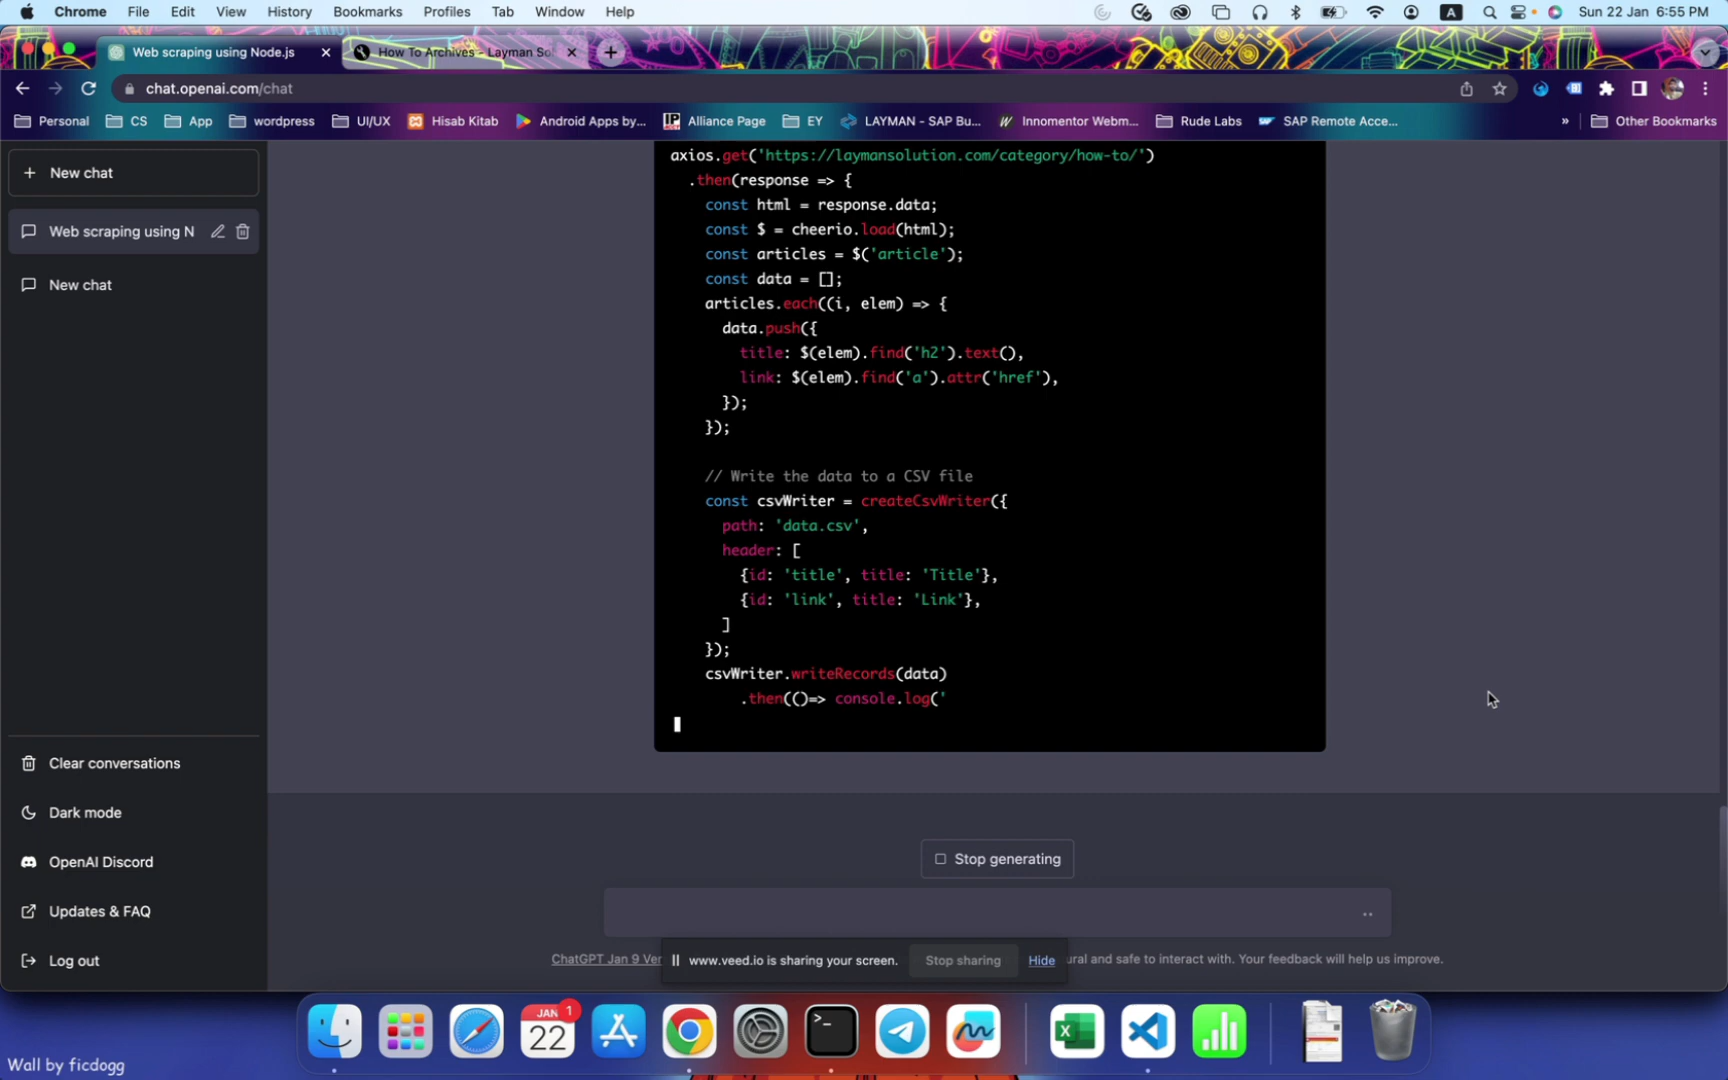 Chrome File Edit View History Bookmarks Profiles Tab Window Help
A Sun 22 Jan 6:55 PM
Web scraping using Node.js
How To Archives - Layman Sol
chat.openai.com/chat
Personal CS App wordpress UI/UX Hisab Kitab Android Apps by... Alliance Page EY LAYMAN - SAP Bu... Innomentor Webm... Rude Labs SAP Remote Acce... » Other Bookmarks
New chat
Web scraping using N
New chat
axios.get('https://laymansolution.com/category/how-to/')
.then(response => {
const html = response.data;
const $ = cheerio.load(html);
const articles = $('article');
const data = [];
articles.each((i, elem) => {
data.push({
title: $(elem).find('h2').text(),
link: $(elem).find('a').attr('href'),
});
});
// Write the data to a CSV file
const csvWriter = createCsvWriter({
path: 'data.csv',
header: [
{id: 'title', title: 'Title'},
{id: 'link', title: 'Link'},
]
});
csvWriter.writeRecords(data)
.then(()=> console.log('
Clear conversations
Dark mode
OpenAI Discord
Updates & FAQ
Log out
Stop generating
ChatGPT Jan 9 Ver
ural and safe to interact with. Your feedback will help us improve.
www.veed.io is sharing your screen.
Stop sharing
Hide
JAN
22
1
Wall by ficdogg